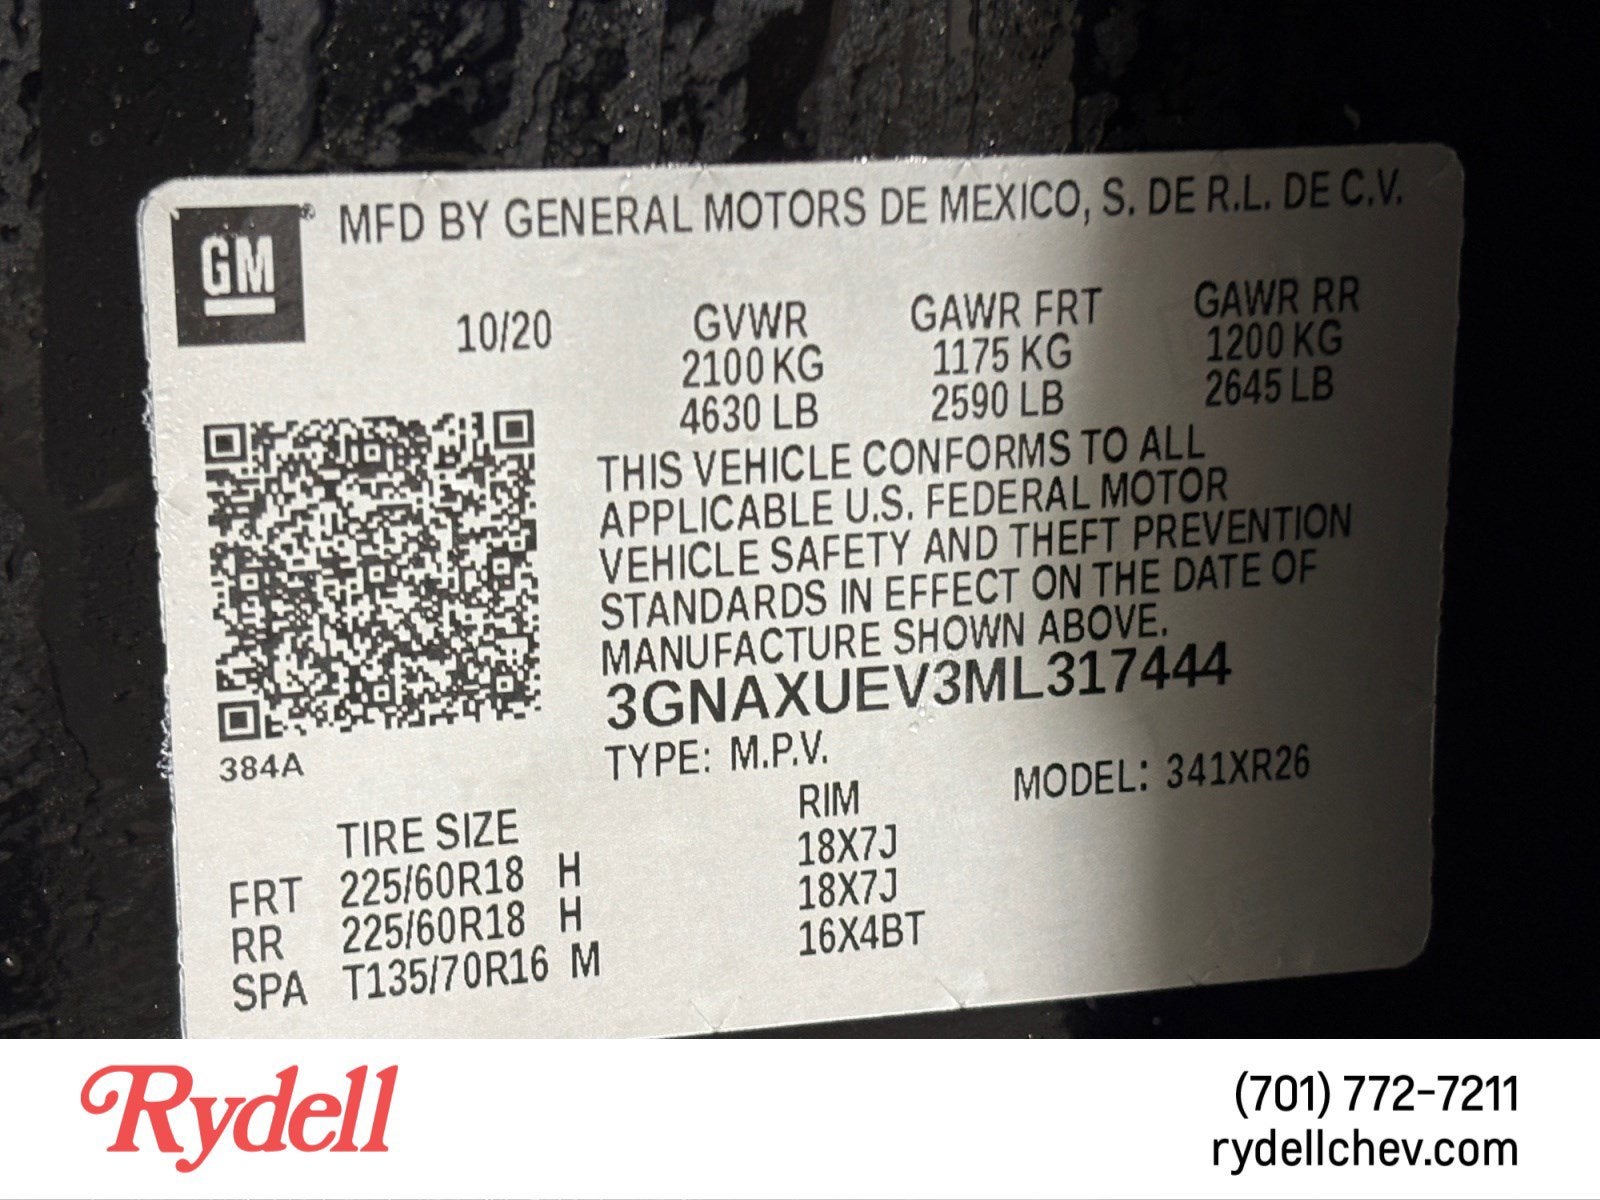 GM® MFD BY GENERAL MOTORS DE MEXICO, S. DE R.L. DE C.V.
10/20 GVWR GAWR FRT GAWR RR
2100 KG 1175 KG 1200 KG
4630 LB 2590 LB 2645 LB
THIS VEHICLE CONFORMS TO ALL
APPLICABLE U.S. FEDERAL MOTOR
VEHICLE SAFETY AND THEFT PREVENTION
STANDARDS IN EFFECT ON THE DATE OF
MANUFACTURE SHOWN ABOVE.
3GNAXUEV3ML317444
384A
TYPE: M.P.V. MODEL: 341XR26
TIRE SIZE RIM
FRT 225/60R18 H 18X7J
RR 225/60R18 H 18X7J
SPA T135/70R16 M 16X4BT
Rydell
(701) 772-7211
rydellchev.com